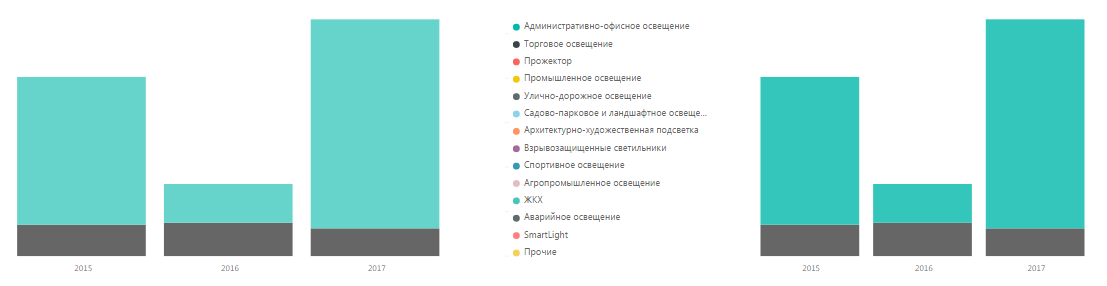 2015
2016
2017
Административно-офисное освещение
Торговое освещение
Прожектор
Промышленное освещение
Улично-дорожное освещение
Садово-парковое и ландшафтное освеще...
Архитектурно-художественная подсветка
Взрывозащищенные светильники
Спортивное освещение
Агропромышленное освещение
ЖКХ
Аварийное освещение
SmartLight
Прочие
2015
2016
2017